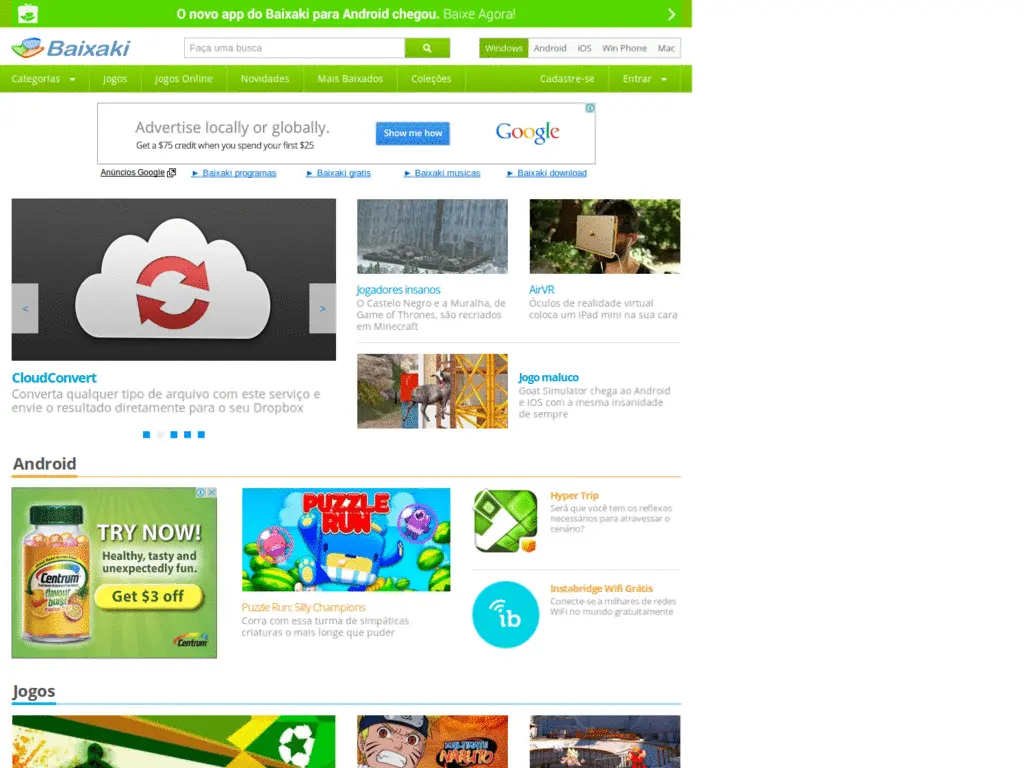 O novo app do Baixaki para Android chegou. Baixe Agora!
Baixaki
Faça uma busca
Windows Android iOS Win Phone Mac
Categorias Jogos Jogos Online Novidades Mais Baixados Coleções Cadastre-se Entrar
Advertise locally or globally.
Get a $75 credit when you spend your first $25
Show me how
Google
Anúncios Google ► Baixaki programas ► Baixaki gratis ► Baixaki musicas ► Baixaki download
< >
CloudConvert
Converta qualquer tipo de arquivo com este serviço e
envie o resultado diretamente para o seu Dropbox
Jogadores insanos
O Castelo Negro e a Muralha, de
Game of Thrones, são recriados
em Minecraft
AirVR
Óculos de realidade virtual
coloca um iPad mini na sua cara
Jogo maluco
Goat Simulator chega ao Android
e iOS com a mesma insanidade
de sempre
Android
TRY NOW!
Healthy, tasty and
unexpectedly fun.
Get $3 off
Centrum
flavour
burst
Centrum
PUZZLE
RUN
Puzzle Run: Silly Champions
Corra com essa turma de simpáticas
criaturas o mais longe que puder
Hyper Trip
Será que você tem os reflexos
necessários para atravessar o
cenário?
ib
Instabridge Wifi Grátis
Conecte-se a milhares de redes
WiFi no mundo gratuitamente
Jogos
ULTIMATE
NARUTO